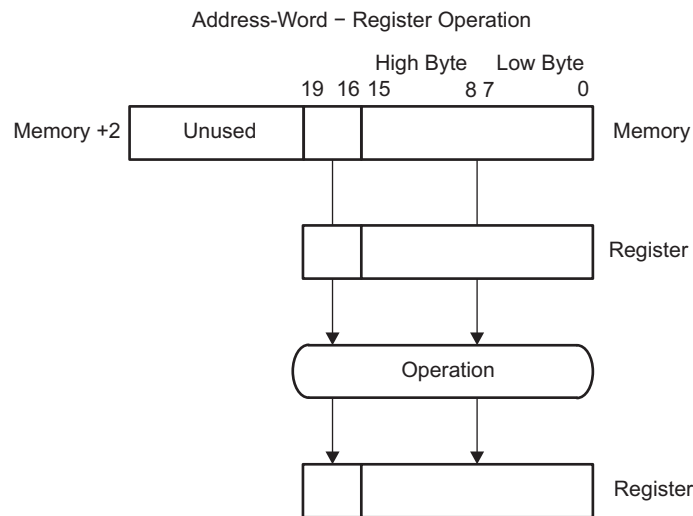 Address-Word − Register Operation
High Byte Low Byte
19 16 15 8 7 0
Memory +2 Unused Memory
Register
Operation
Register